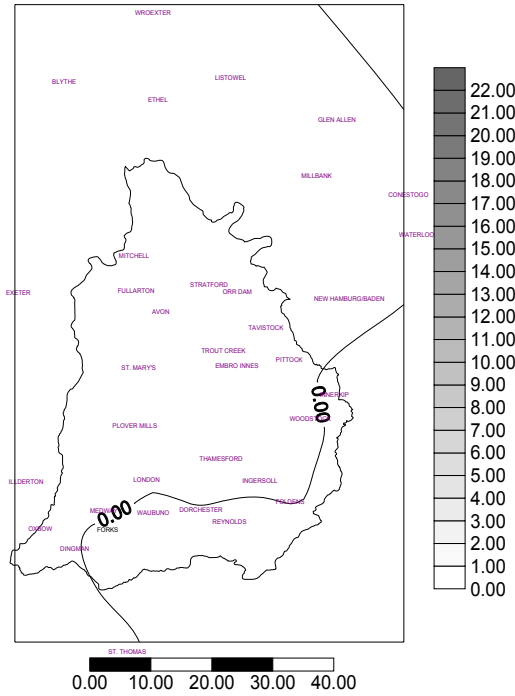 WROEXTER
BLYTHE
LISTOWEL
ETHEL
GLEN ALLEN
MILLBANK
CONESTOGO
WATERLOO
MITCHELL
EXETER
FULLARTON
STRATFORD
ORR DAM
NEW HAMBURG/BADEN
AVON
TAVISTOCK
TROUT CREEK
PITTOCK
ST. MARY'S
EMBRO INNES
INNERKIP
0.00
WOODSTOCK
PLOVER MILLS
THAMESFORD
ILLDERTON
LONDON
INGERSOLL
FOLDENS
MEDWAY
0.00
WAUBUNO
DORCHESTER
REYNOLDS
OXBOW
FORKS
DINGMAN
ST. THOMAS
0.00 10.00 20.00 30.00 40.00
22.00
21.00
20.00
19.00
18.00
17.00
16.00
15.00
14.00
13.00
12.00
11.00
10.00
9.00
8.00
7.00
6.00
5.00
4.00
3.00
2.00
1.00
0.00